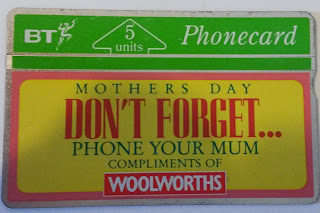 BT 5 units Phonecard
MOTHERS DAY
DON'T FORGET...
PHONE YOUR MUM
COMPLIMENTS OF
WOOLWORTHS